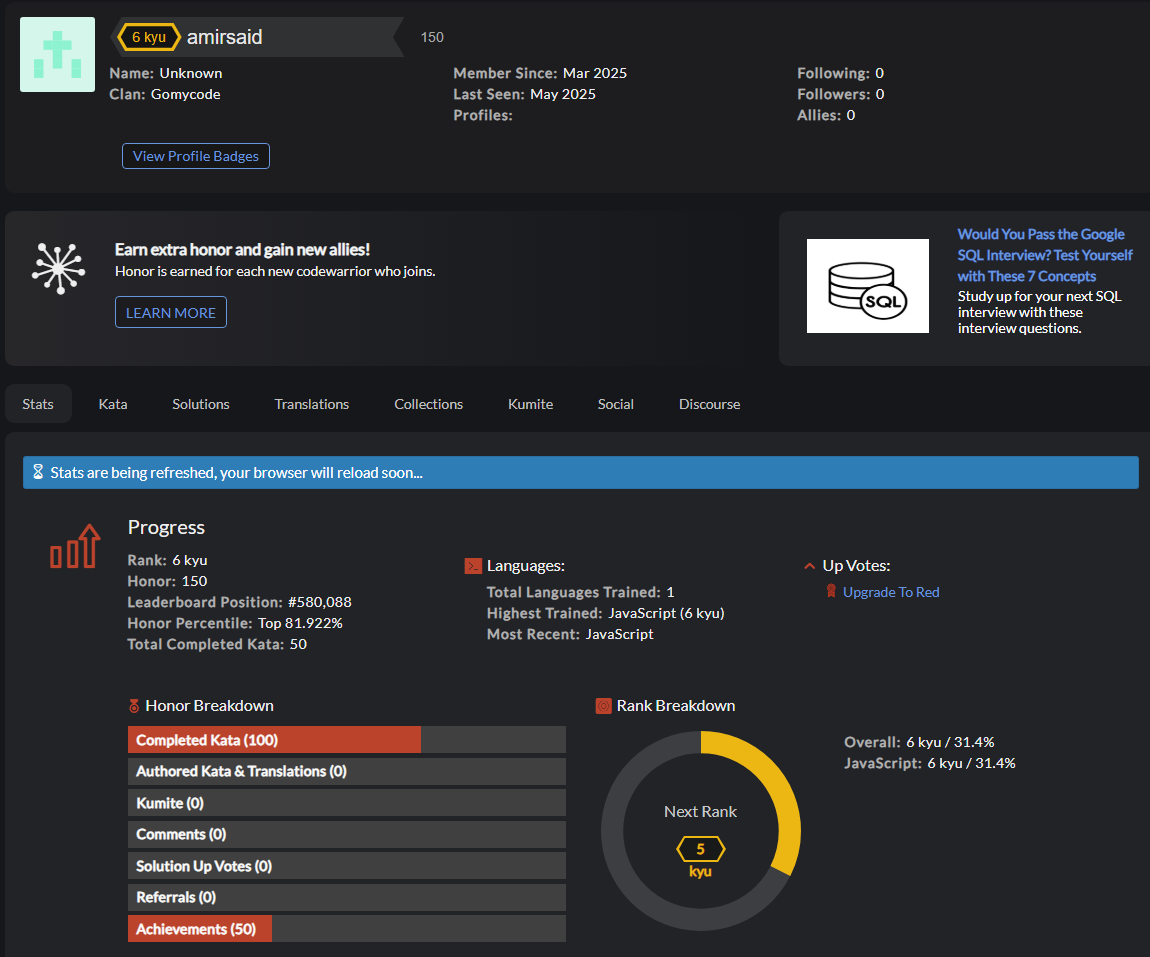 6 kyu amirsaid 150
Name: Unknown
Clan: Gomycode
Member Since: Mar 2025
Last Seen: May 2025
Profiles:
Following: 0
Followers: 0
Allies: 0
View Profile Badges
Earn extra honor and gain new allies!
Honor is earned for each new codewarrior who joins.
LEARN MORE
SQL
Would You Pass the Google
SQL Interview? Test Yourself
with These 7 Concepts
Study up for your next SQL
interview with these
interview questions.
Stats Kata Solutions Translations Collections Kumite Social Discourse
Stats are being refreshed, your browser will reload soon...
Progress
Rank: 6 kyu
Honor: 150
Leaderboard Position: #580,088
Honor Percentile: Top 81.922%
Total Completed Kata: 50
Languages:
Total Languages Trained: 1
Highest Trained: JavaScript (6 kyu)
Most Recent: JavaScript
Up Votes:
Upgrade To Red
Honor Breakdown
Completed Kata (100)
Authored Kata & Translations (0)
Kumite (0)
Comments (0)
Solution Up Votes (0)
Referrals (0)
Achievements (50)
Rank Breakdown
Next Rank
5
kyu
Overall: 6 kyu / 31.4%
JavaScript: 6 kyu / 31.4%